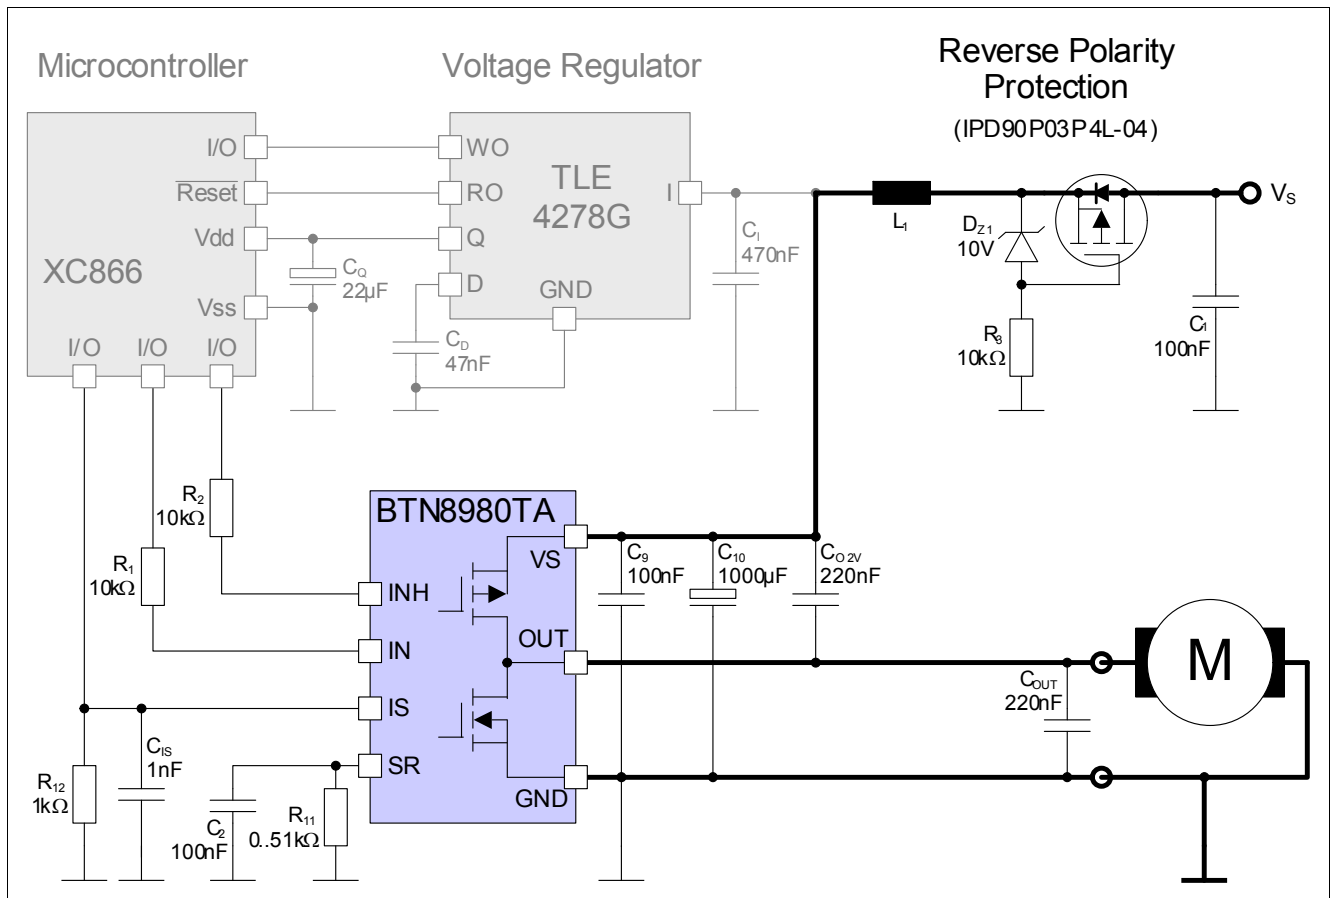 Microcontroller
Voltage Regulator
Reverse Polarity
Protection
(IPD90P03P4L-04)
I/O
Reset
Vdd
Vss
XC866
I/O
I/O
I/O
WO
RO
Q
D
TLE
4278G
I
GND
CQ
22µF
CD
47nF
CI
470nF
L1
DZ1
10V
R3
10kΩ
VS
C1
100nF
R2
10kΩ
R1
10kΩ
BTN8980TA
VS
INH
OUT
IN
IS
SR
GND
C9
100nF
C10
1000µF
CO2V
220nF
COUT
220nF
M
CIS
1nF
R12
1kΩ
C2
100nF
R11
0..51kΩ